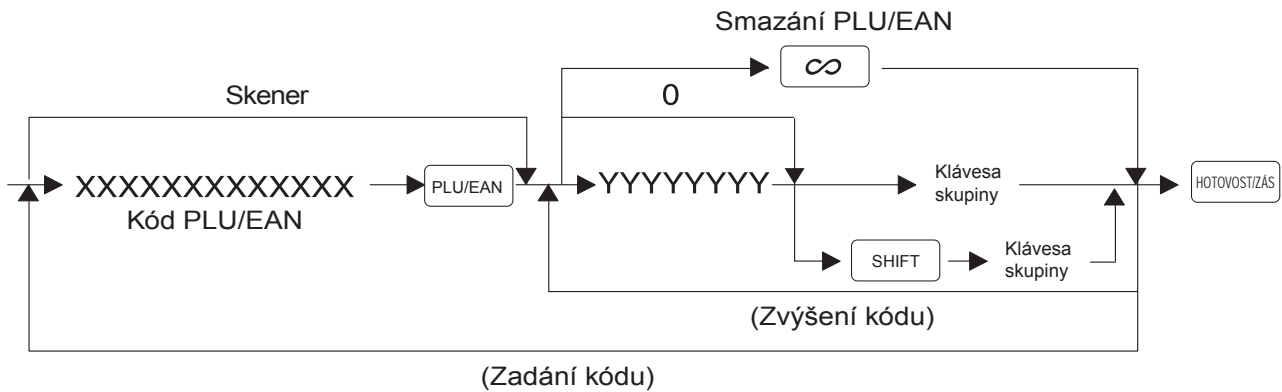 Smazání PLU/EAN
Skener
0
XXXXXXXXXXXXX
PLU/EAN
YYYYYYYY
Klávesa
skupiny
HOTOVOST/ZÁS
Kód PLU/EAN
SHIFT
Klávesa
skupiny
(Zvýšení kódu)
(Zadání kódu)